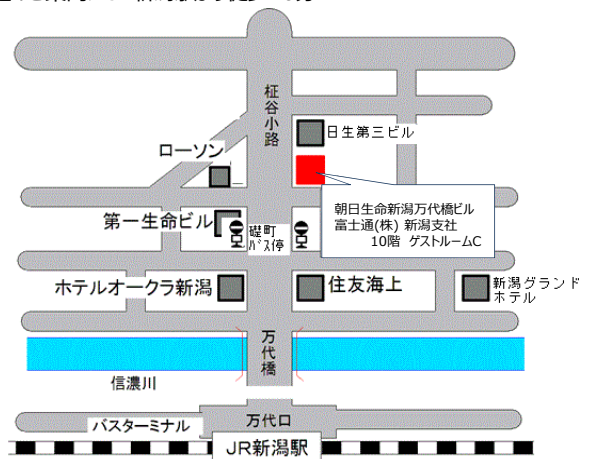 柾谷小路
日生第三ビル
ローソン
朝日生命新潟万代橋ビル
富士通(株) 新潟支社
10階 ゲストルームC
第一生命ビル
礎町
バス停
ホテルオークラ新潟
住友海上
新潟グランド
ホテル
万代橋
信濃川
バスターミナル
万代口
JR新潟駅